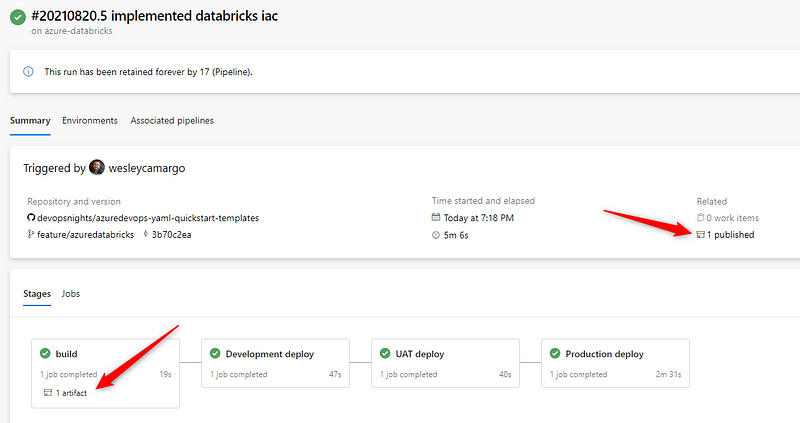 #20210820.5 implemented databricks iac
on azure-databricks
This run has been retained forever by 17 (Pipeline).
Summary Environments Associated pipelines
Triggered by wesleycamargo
Repository and version Time started and elapsed Related
devopsnights/azuredevops-yaml-quickstart-templates Today at 7:18 PM 0 work items
feature/azuredatabricks 3b70c2ea 5m 6s 1 published
Stages Jobs
build Development deploy UAT deploy Production deploy
1 job completed 19s 1 job completed 47s 1 job completed 40s 1 job completed 2m 31s
1 artifact